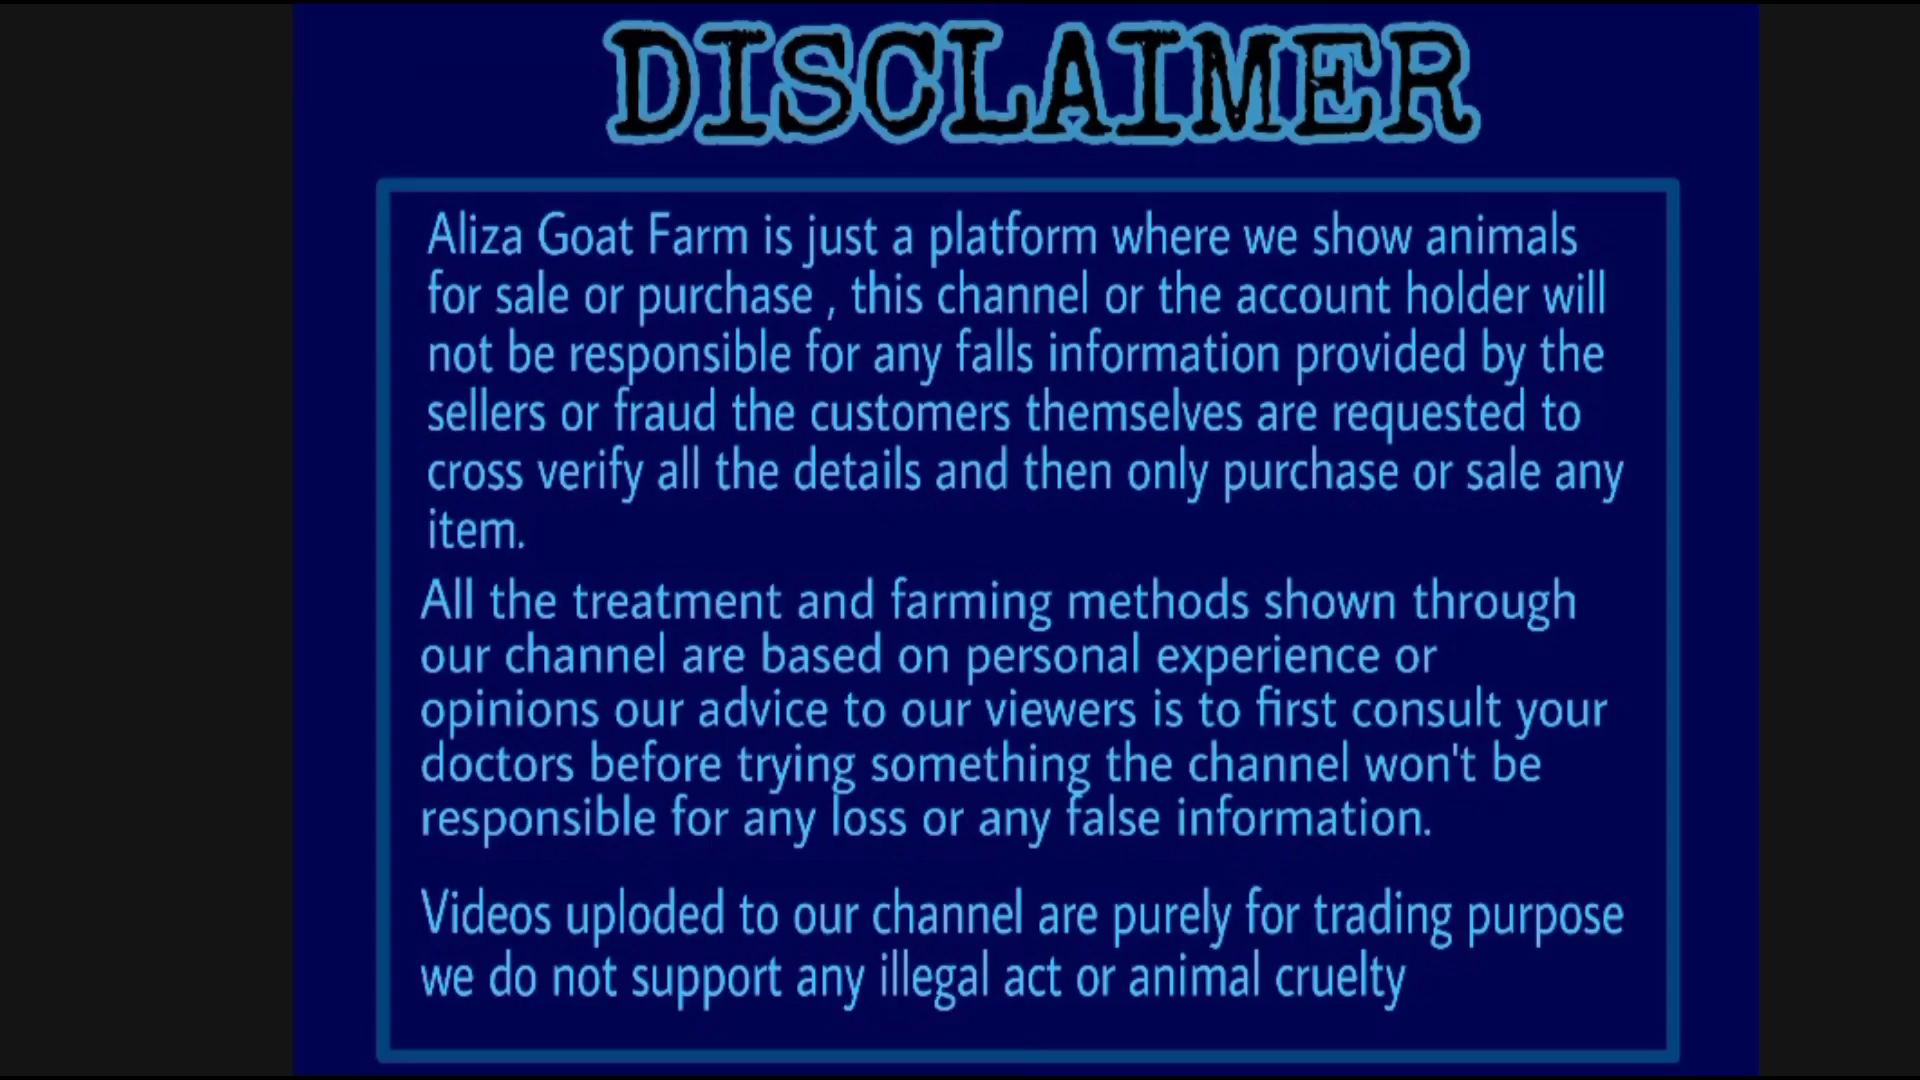 DISCLAIMER
Aliza Goat Farm is just a platform where we show animals
for sale or purchase , this channel or the account holder will
not be responsible for any falls information provided by the
sellers or fraud the customers themselves are requested to
cross verify all the details and then only purchase or sale any
item.
All the treatment and farming methods shown through
our channel are based on personal experience or
opinions our advice to our viewers is to first consult your
doctors before trying something the channel won't be
responsible for any loss or any false information.
Videos uploded to our channel are purely for trading purpose
we do not support any illegal act or animal cruelty